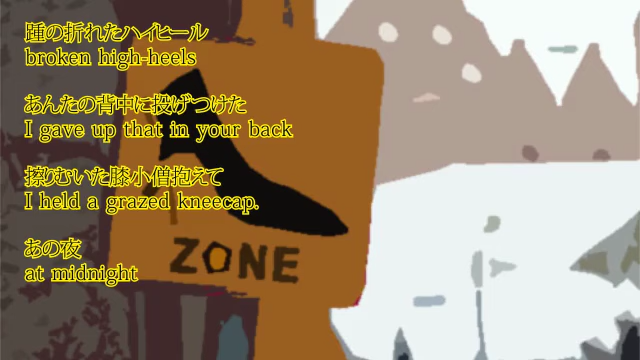 踵の折れたハイヒール
broken high-heels
あんたの背中に投げつけた
I gave up that in your back
擦りむいた膝小僧抱えて
I held a grazed kneecap.
あの夜
at midnight
ZONE